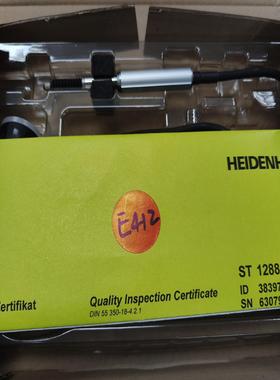 HEIDENH
E412
ST 1288
ertifikat
Quality Inspection Certificate
ID 38397
DIN 55 350-18-4.2.1
SN 63079